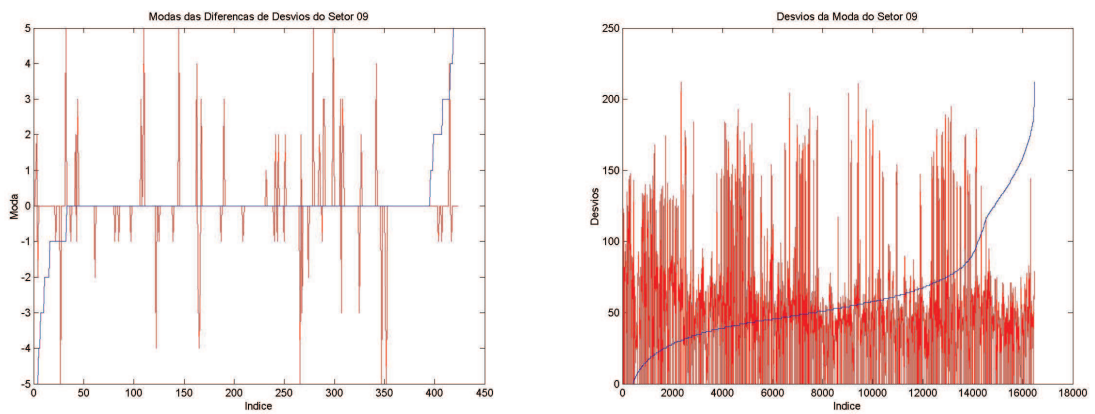 Modas das Diferencas de Desvios do Setor 09
5
4
3
2
1
0
-1
-2
-3
-4
-5
Moda
0 50 100 150 200 250 300 350 400 450
Indice
Desvios da Moda do Setor 09
250
200
150
100
50
0
Desvios
0 2000 4000 6000 8000 10000 12000 14000 16000 18000
Indice